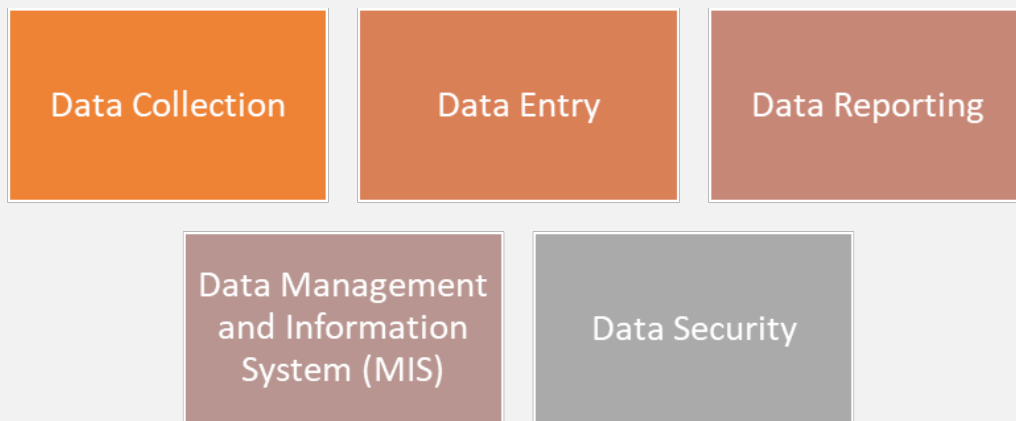 Data Collection
Data Entry
Data Reporting
Data Management
and Information
System (MIS)
Data Security